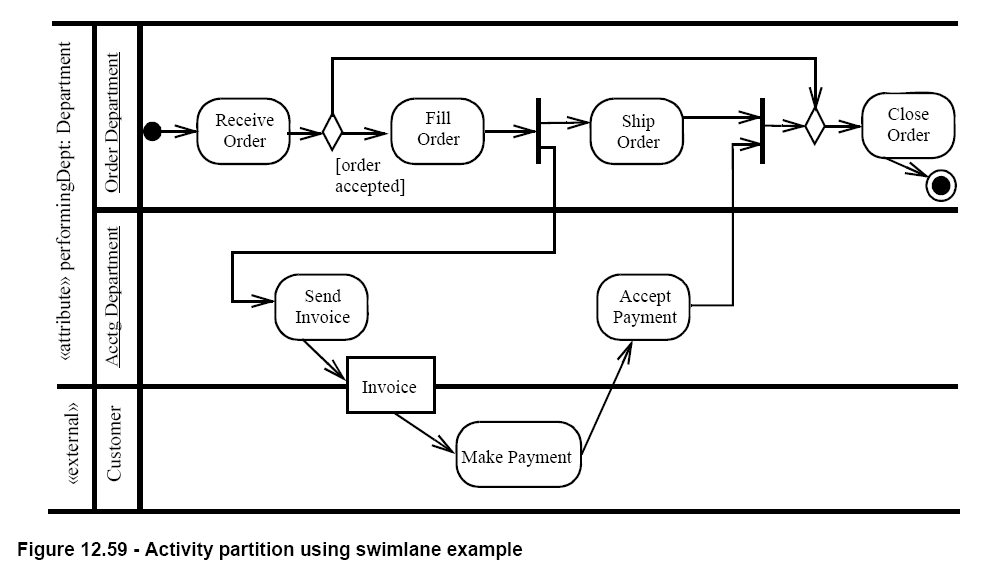 «attribute» performingDept: Department
Order Department
Receive
Order
[order
accepted]
Fill
Order
Ship
Order
Close
Order
Acctg Department
Send
Invoice
Accept
Payment
Invoice
«external»
Customer
Make Payment
Figure 12.59 - Activity partition using swimlane example